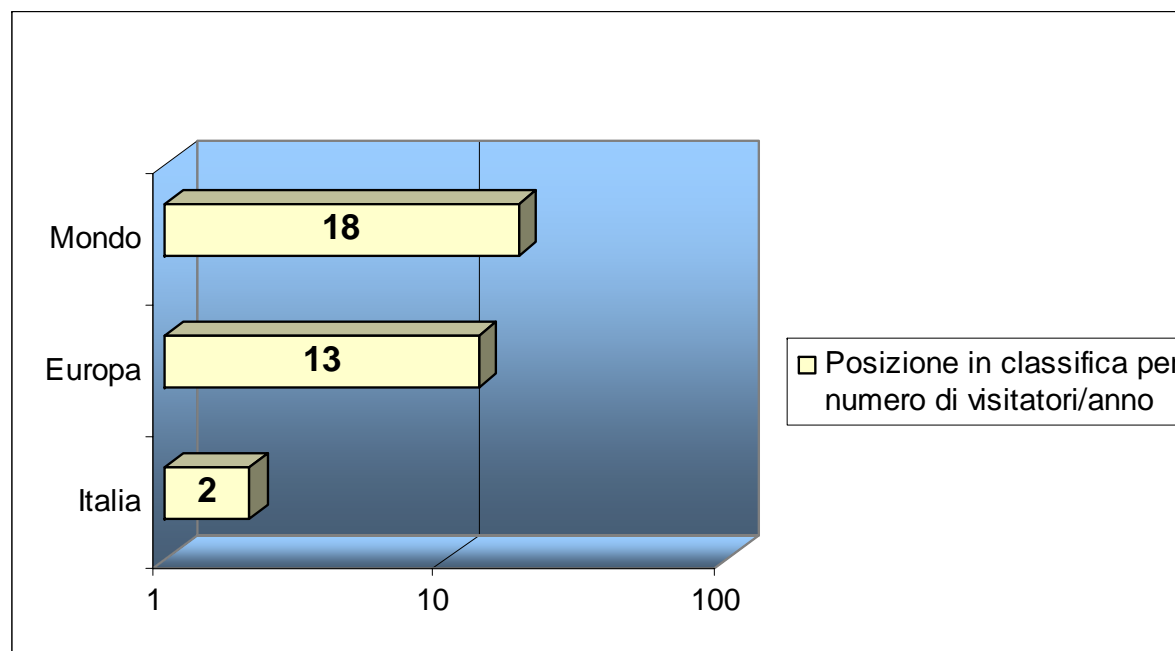 Mondo
18
Europa
13
Italia
2
1 10 100
Posizione in classifica per
numero di visitatori/anno